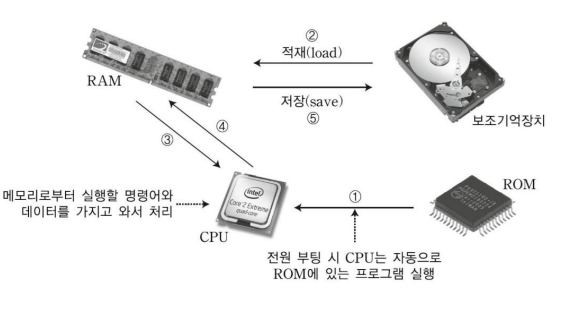 ②
적재(load)
RAM
저장(save)
⑤
보조기억장치
③
④
메모리로부터 실행할 명령어와
데이터를 가지고 와서 처리
intel
Core 2 Extreme
quad-core
CPU
①
ROM
전원 부팅 시 CPU는 자동으로
ROM에 있는 프로그램 실행